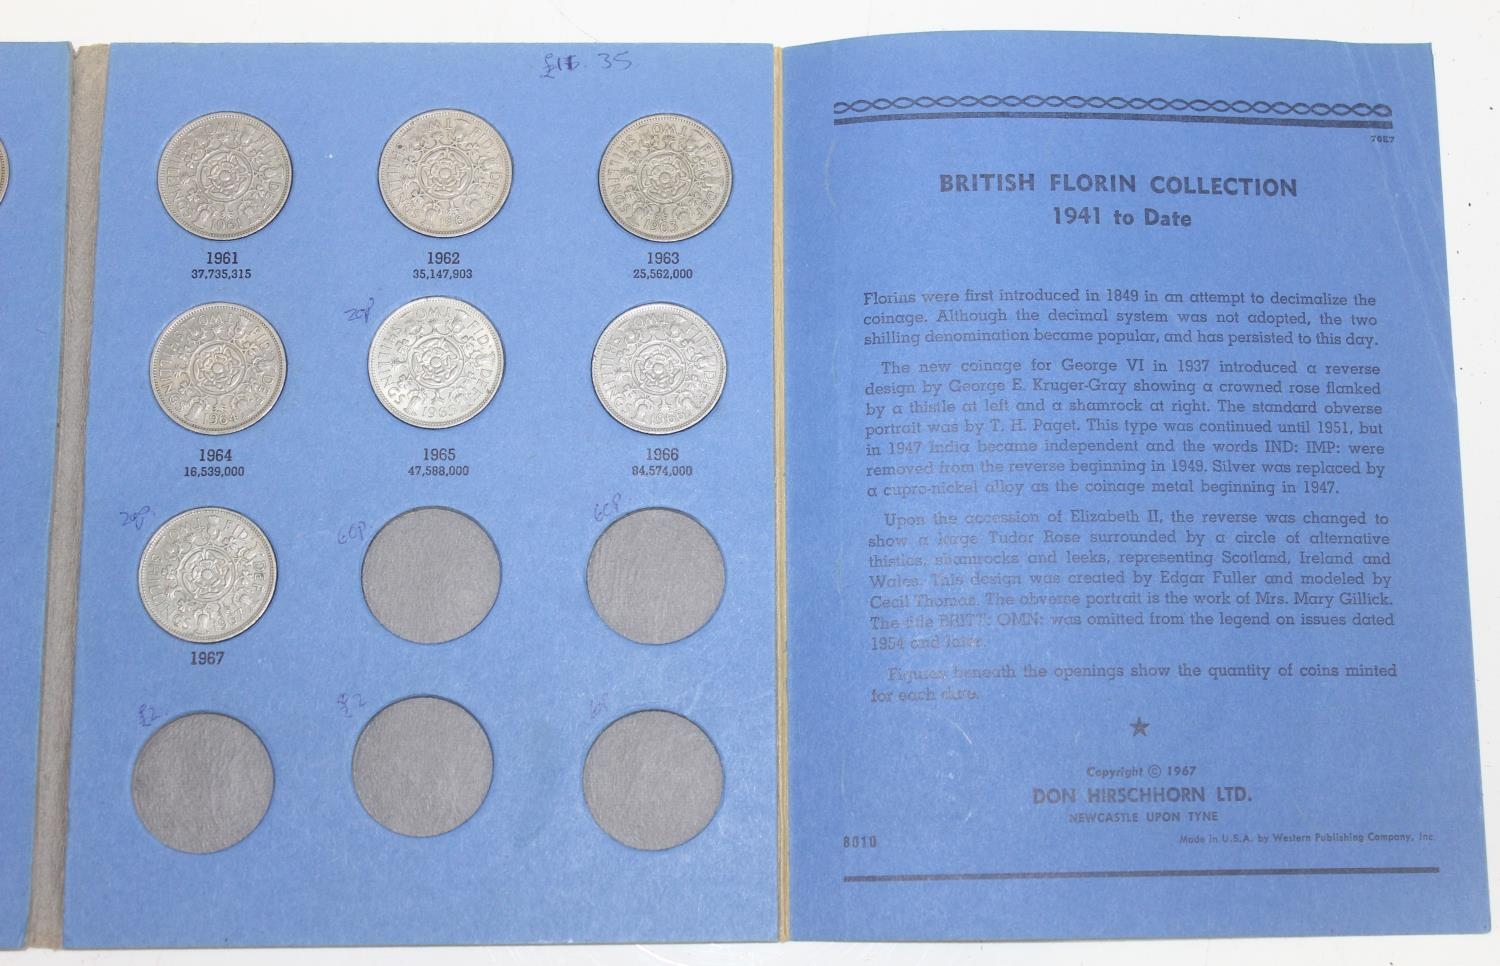 £16.35
1961
37,735,315
1962
35,147,903
1963
25,562,000
1964
16,539,000
20p
1965
47,588,000
1966
84,574,000
20p.
1967
60p.
60p.
£2
£2
76E7
BRITISH FLORIN COLLECTION
1941 to Date
Florins were first introduced in 1849 in an attempt to decimalize the
coinage. Although the decimal system was not adopted, the two
shilling denomination became popular, and has persisted to this day.
The new coinage for George VI in 1937 introduced a reverse
design by George E. Kruger-Gray showing a crowned rose flanked
by a thistle at left and a shamrock at right. The standard obverse
portrait was by T. H. Paget. This type was continued until 1951, but
in 1947 India became independent and the words IND: IMP: were
removed from the reverse beginning in 1949. Silver was replaced by
a cupro-nickel alloy as the coinage metal beginning in 1947.
Upon the accession of Elizabeth II, the reverse was changed to
show a large Tudor Rose surrounded by a circle of alternative
thistles, shamrocks and leeks, representing Scotland, Ireland and
Wales. This design was created by Edgar Fuller and modeled by
Cecil Thomas. The obverse portrait is the work of Mrs. Mary Gillick.
The title BRITT: OMN: was omitted from the legend on issues dated
1954 and later.
Figures beneath the openings show the quantity of coins minted
for each date.
Copyright © 1967
DON HIRSCHHORN LTD.
NEWCASTLE UPON TYNE
8010
Made in U.S.A. by Western Publishing Company, Inc.